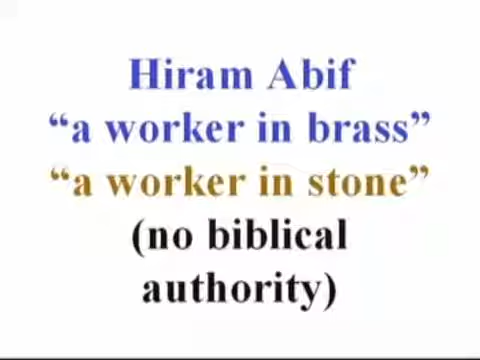 Hiram Abif
“a worker in brass”
“a worker in stone”
(no biblical
authority)